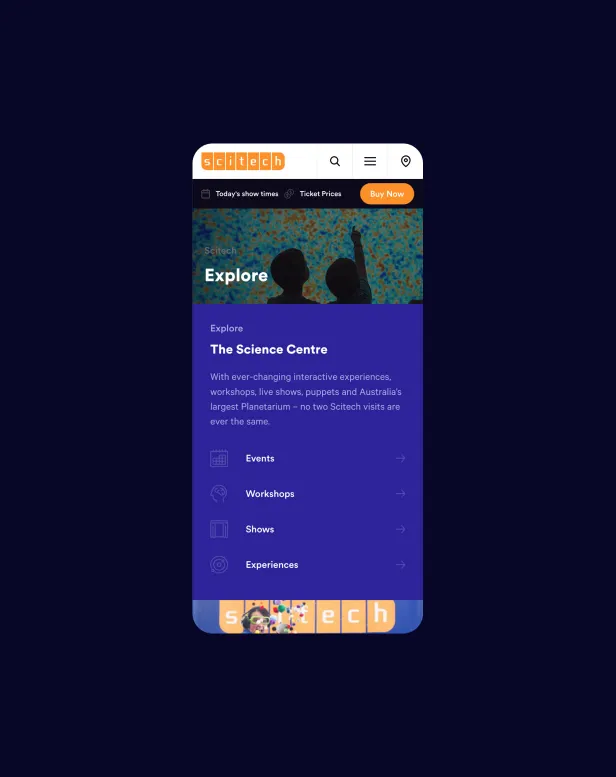 scitech
Today's show times Ticket Prices Buy Now
Scitech
Explore
Explore
The Science Centre
With ever-changing interactive experiences,
workshops, live shows, puppets and Australia's
largest Planetarium – no two Scitech visits are
ever the same.
Events
Workshops
Shows
Experiences
scitech